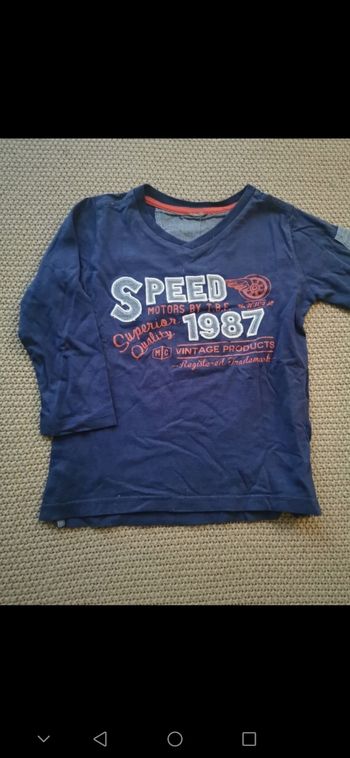 SPEED
MOTORS BY T.B.E.
Superior
Quality
1987
M C VINTAGE PRODUCTS
Registered Trademark